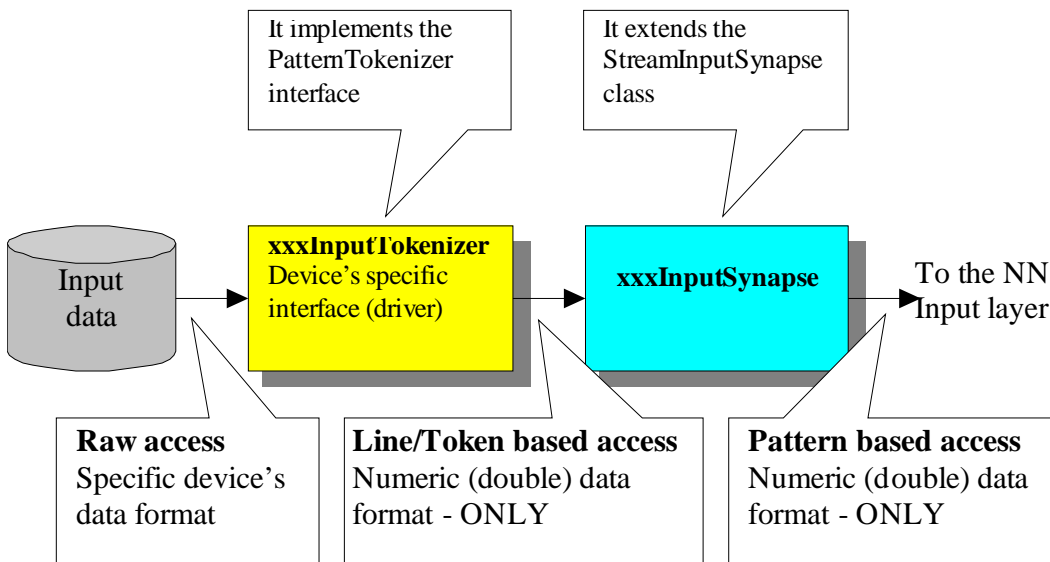 It implements the
PatternTokenizer
interface
It extends the
StreamInputSynapse
class
Input
data
xxxInputTokenizer
Device’s specific
interface (driver)
xxxInputSynapse
To the NN
Input layer
Raw access
Specific device’s
data format
Line/Token based access
Numeric (double) data
format - ONLY
Pattern based access
Numeric (double) data
format - ONLY